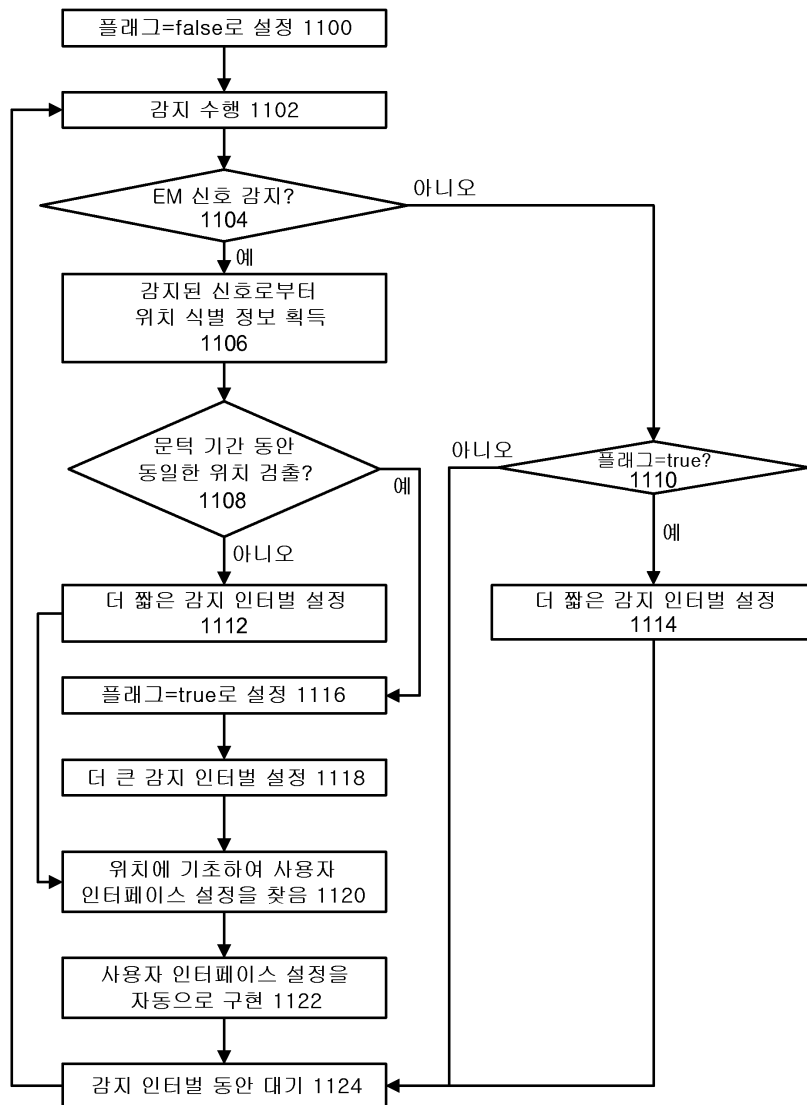 플래그=false로 설정 1100
감지 수행 1102
EM 신호 감지?
1104
아니오
예
감지된 신호로부터
위치 식별 정보 획득
1106
문턱 기간 동안
동일한 위치 검출?
1108
예
아니오
아니오
플래그=true?
1110
예
더 짧은 감지 인터벌 설정
1112
더 짧은 감지 인터벌 설정
1114
플래그=true로 설정 1116
더 큰 감지 인터벌 설정 1118
위치에 기초하여 사용자
인터페이스 설정을 찾음 1120
사용자 인터페이스 설정을
자동으로 구현 1122
감지 인터벌 동안 대기 1124